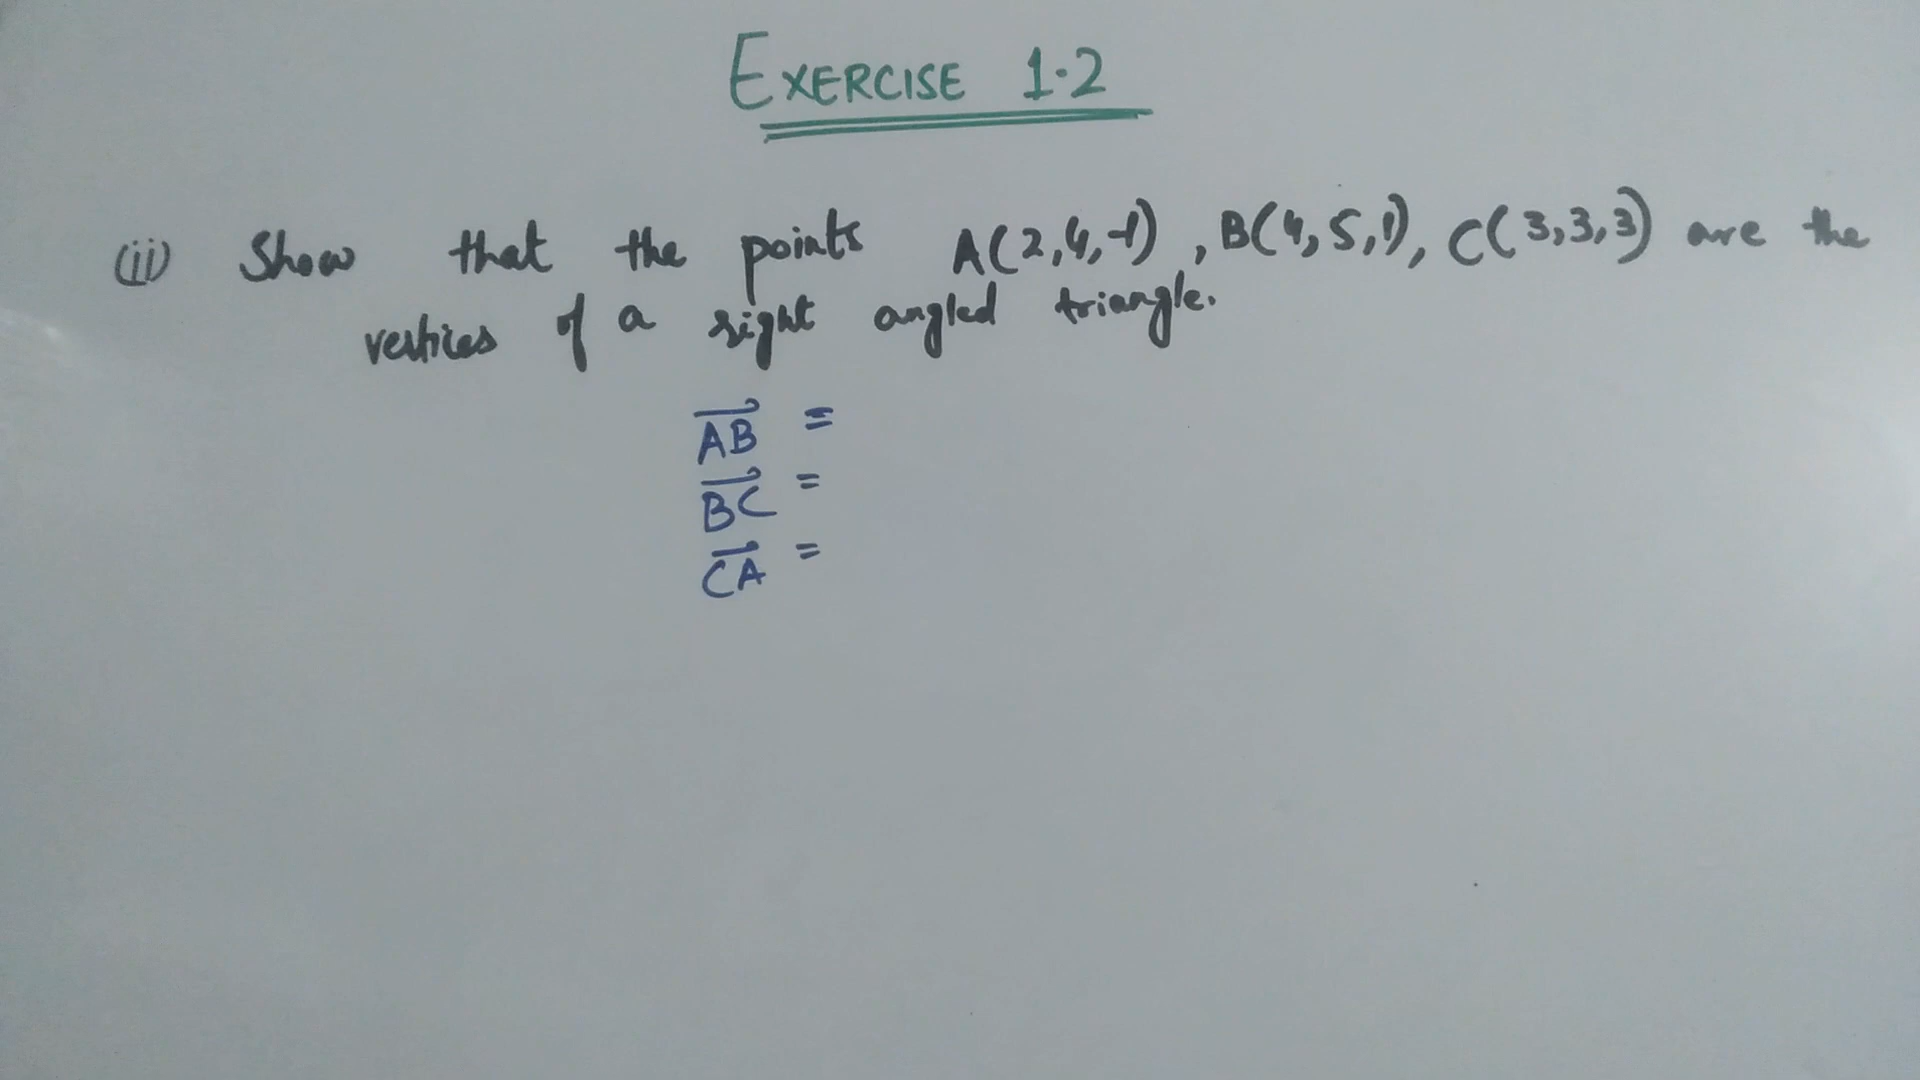 EXERCISE 1.2
(ii) Show that the points A(2,4,-1), B(4,5,1), C(3,3,3) are the
vertices of a right angled triangle.
AB =
BC =
CA =